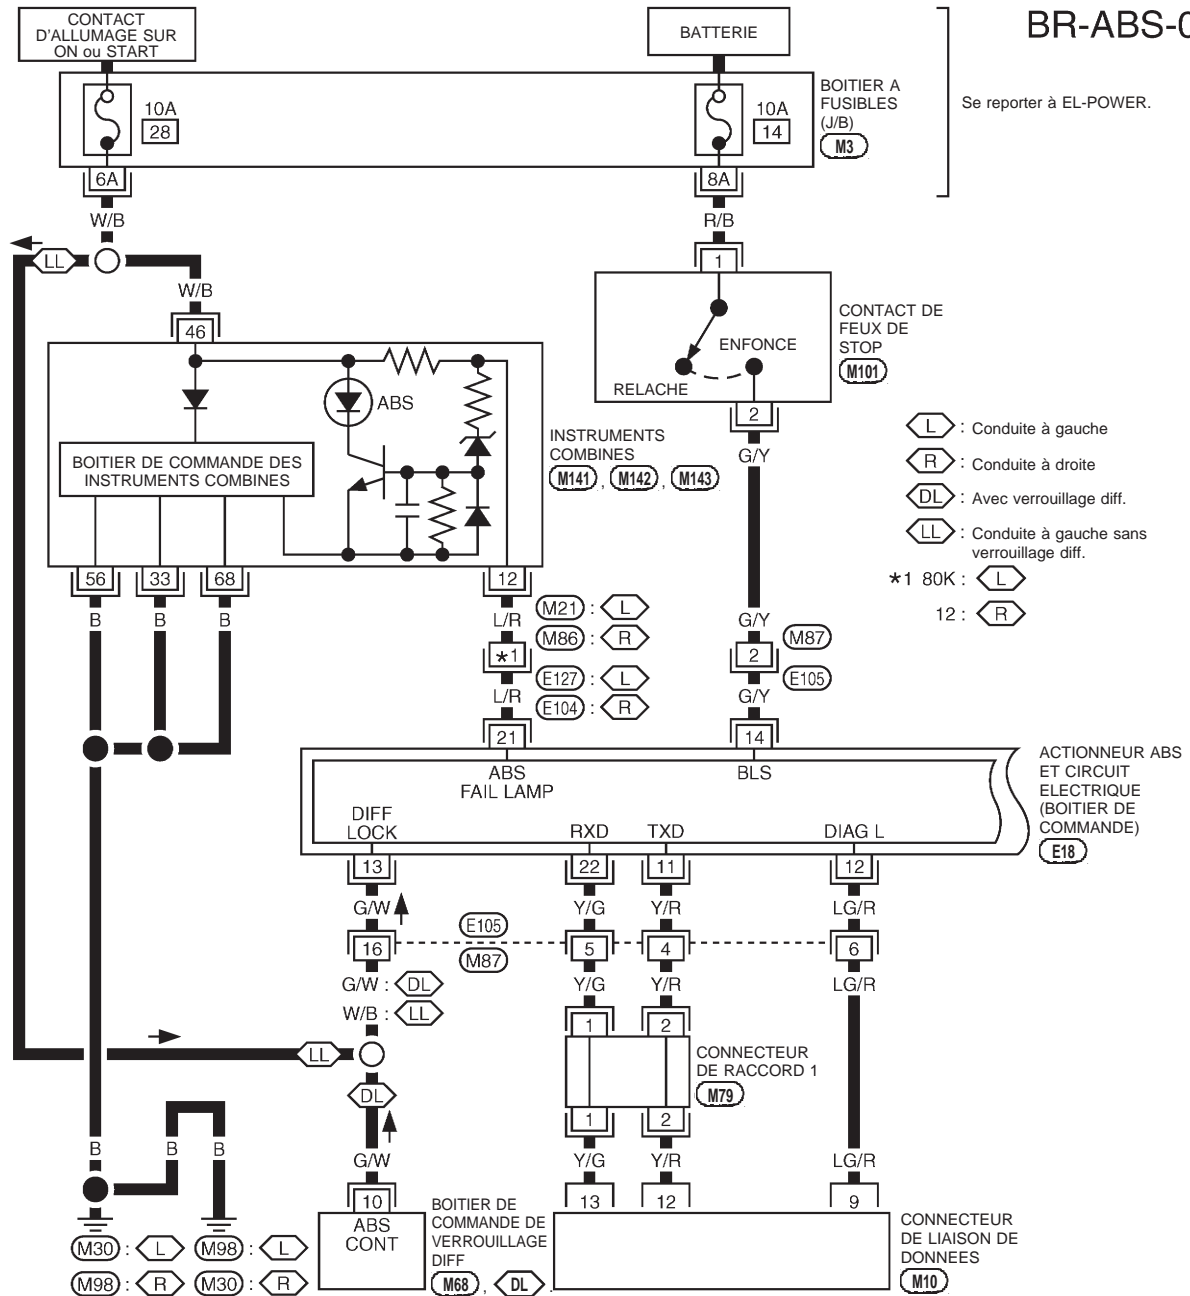 CONTACT
D'ALLUMAGE SUR
ON ou START
BATTERIE
BR-ABS-0
10A
28
10A
14
BOITIER A
FUSIBLES
(J/B)
M3
Se reporter à EL-POWER.
6A
8A
W/B
R/B
LL
1
W/B
46
ENFONCE
RELACHE
CONTACT DE
FEUX DE
STOP
M101
ABS
2
BOITIER DE COMMANDE DES
INSTRUMENTS COMBINES
INSTRUMENTS
COMBINES
M141 , M142 , M143
G/Y
L : Conduite à gauche
R : Conduite à droite
DL : Avec verrouillage diff.
LL : Conduite à gauche sans
verrouillage diff.
*1 80K : L
12 : R
56
33
68
12
B
B
B
L/R
M21 : L
M86 : R
*1
E127 : L
E104 : R
L/R
G/Y
2
M87
E105
G/Y
21
14
ABS
FAIL LAMP
BLS
DIFF
LOCK
RXD
TXD
DIAG L
ACTIONNEUR ABS
ET CIRCUIT
ELECTRIQUE
(BOITIER DE
COMMANDE)
E18
13
22
11
12
G/W
Y/G
Y/R
LG/R
E105
M87
16
5
4
6
G/W : DL
Y/G
Y/R
LG/R
W/B : LL
1
2
LL
DL
CONNECTEUR
DE RACCORD 1
M79
1
2
B
B
B
G/W
Y/G
Y/R
LG/R
10
13
12
9
ABS
CONT
BOITIER DE
COMMANDE DE
VERROUILLAGE
DIFF
M68 , DL .
CONNECTEUR
DE LIAISON DE
DONNEES
M10
M30 : L
M98 : L
M98 : R
M30 : R